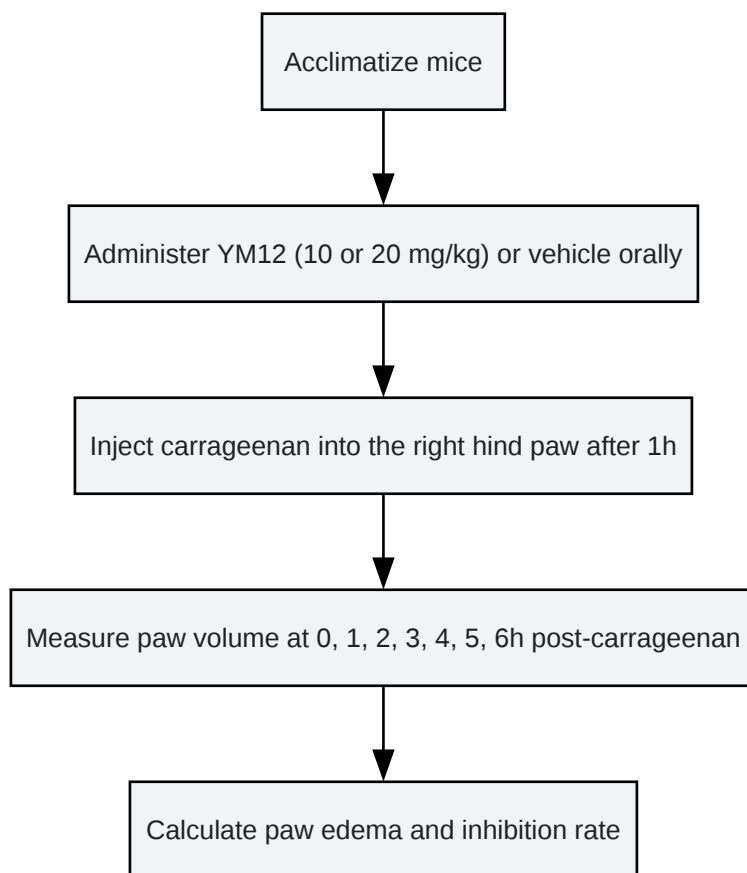 Acclimatize mice
Administer YM12 (10 or 20 mg/kg) or vehicle orally
Inject carrageenan into the right hind paw after 1h
Measure paw volume at 0, 1, 2, 3, 4, 5, 6h post-carrageenan
Calculate paw edema and inhibition rate